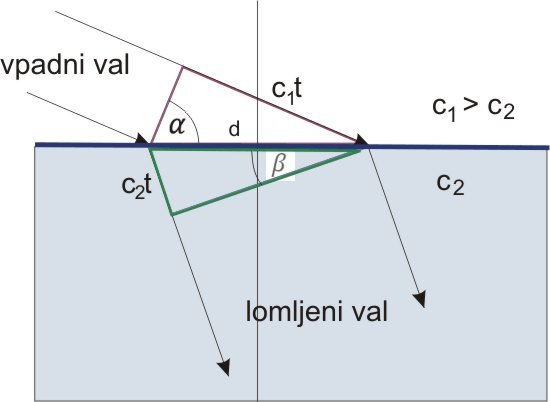 vpadni val
c₁t
c₁ > c₂
α
d
β
c₂t
c₂
lomljeni val